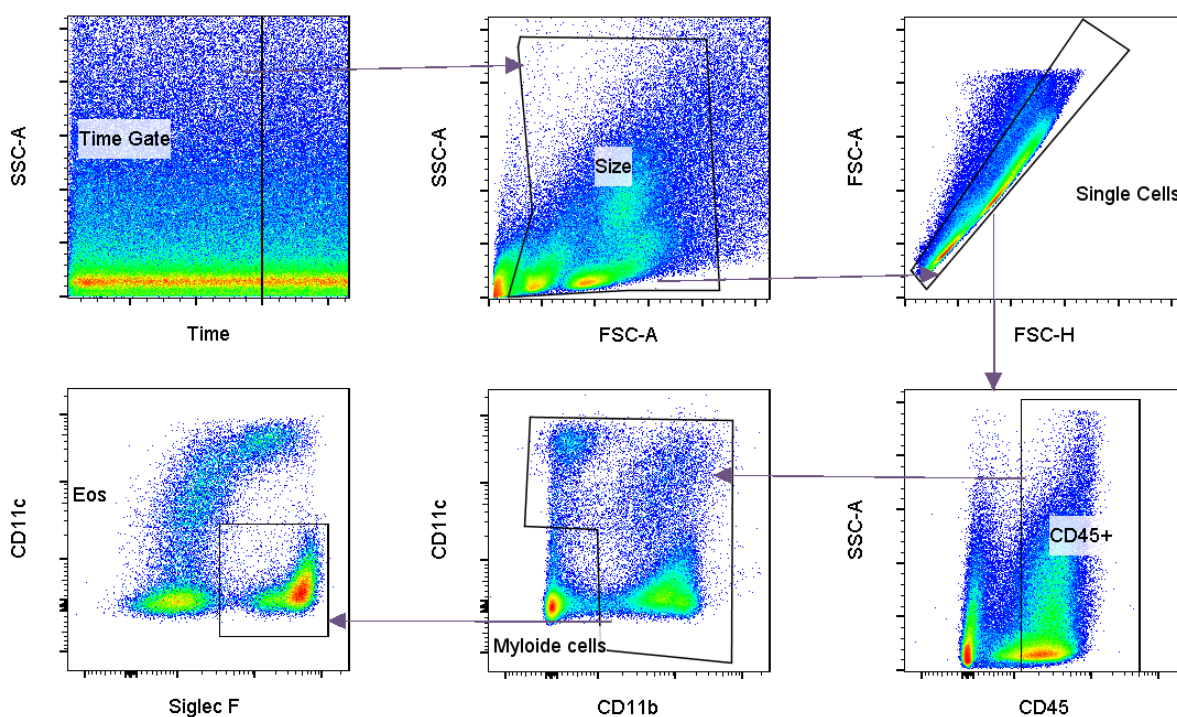 SSC-A
Time Gate
Time
SSC-A
Size
FSC-A
FSC-A
Single Cells
FSC-H
CD11c
Eos
Siglec F
CD11c
Myloide cells
CD11b
SSC-A
CD45+
CD45